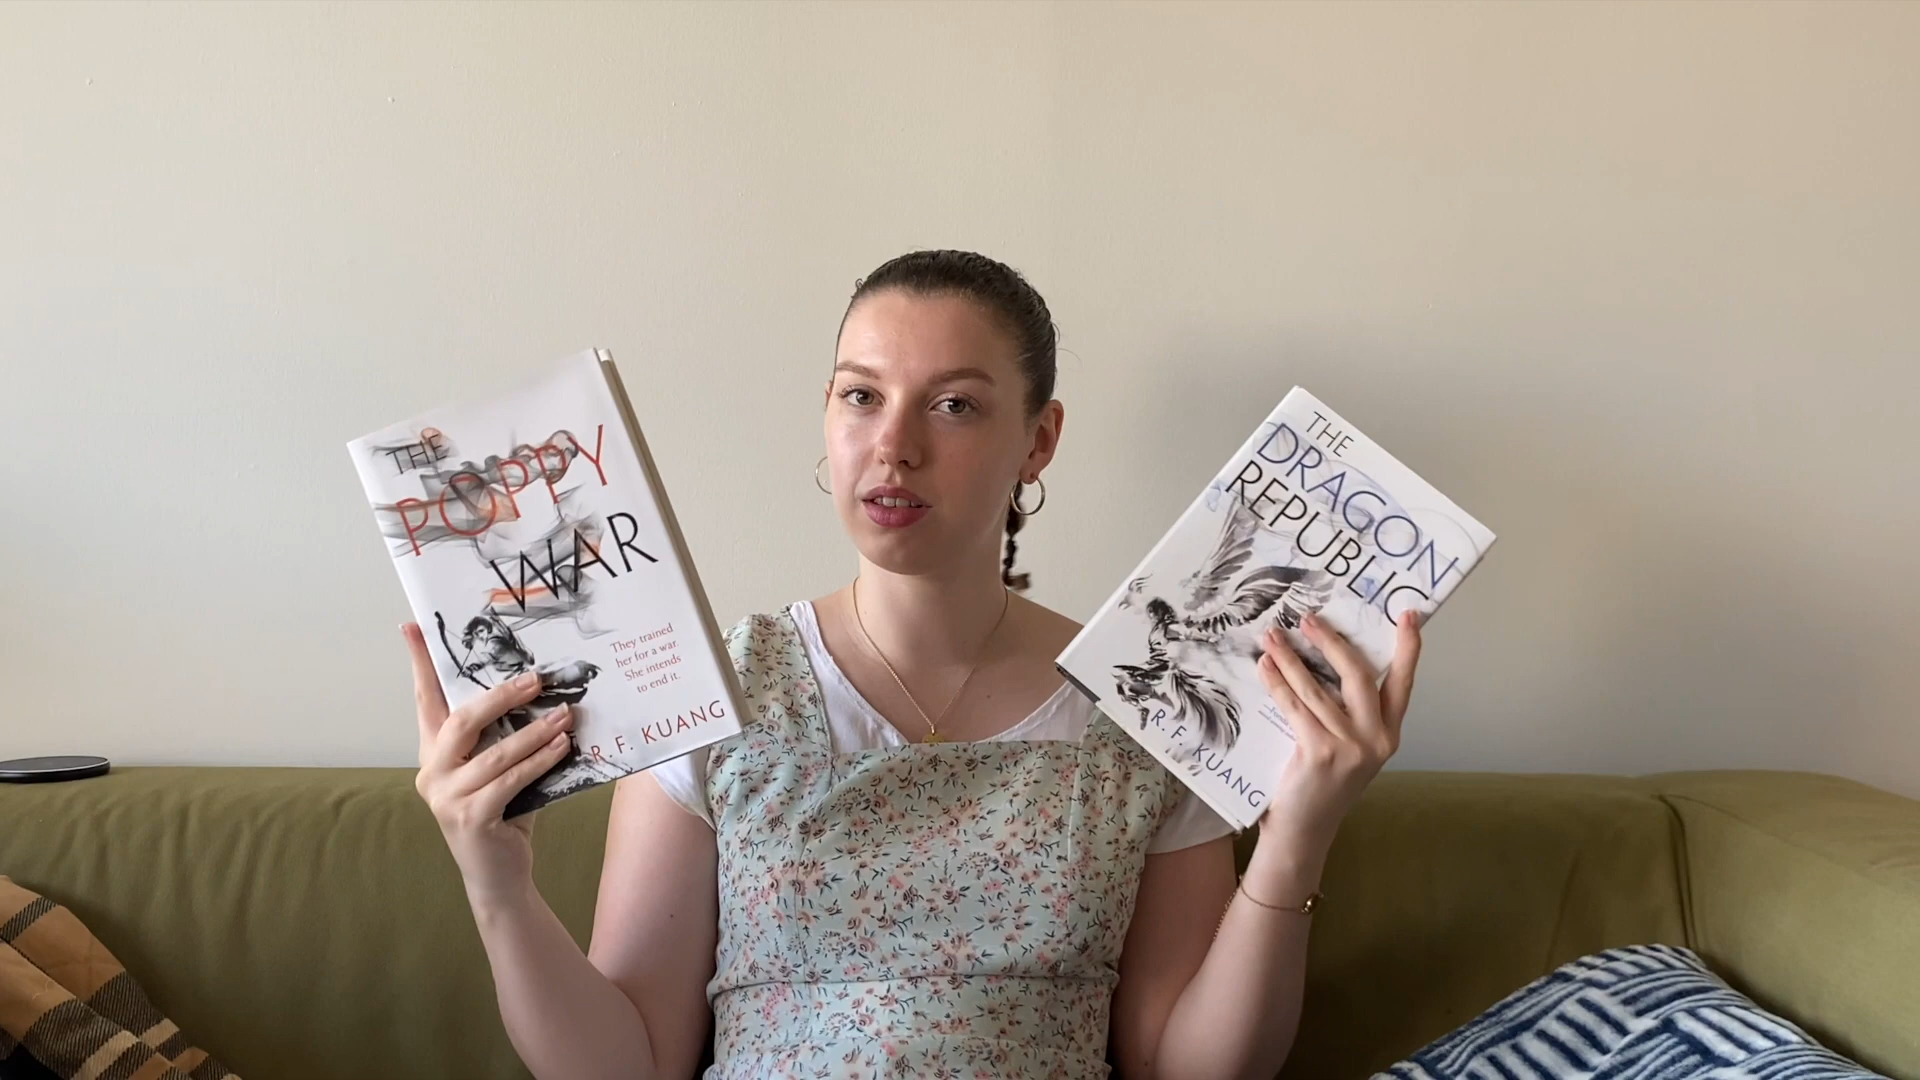 THE
POPPY
WAR
They trained
her for a war.
She intends
to end it.
R. F. KUANG
THE
DRAGON
REPUBLIC
R. F. KUANG